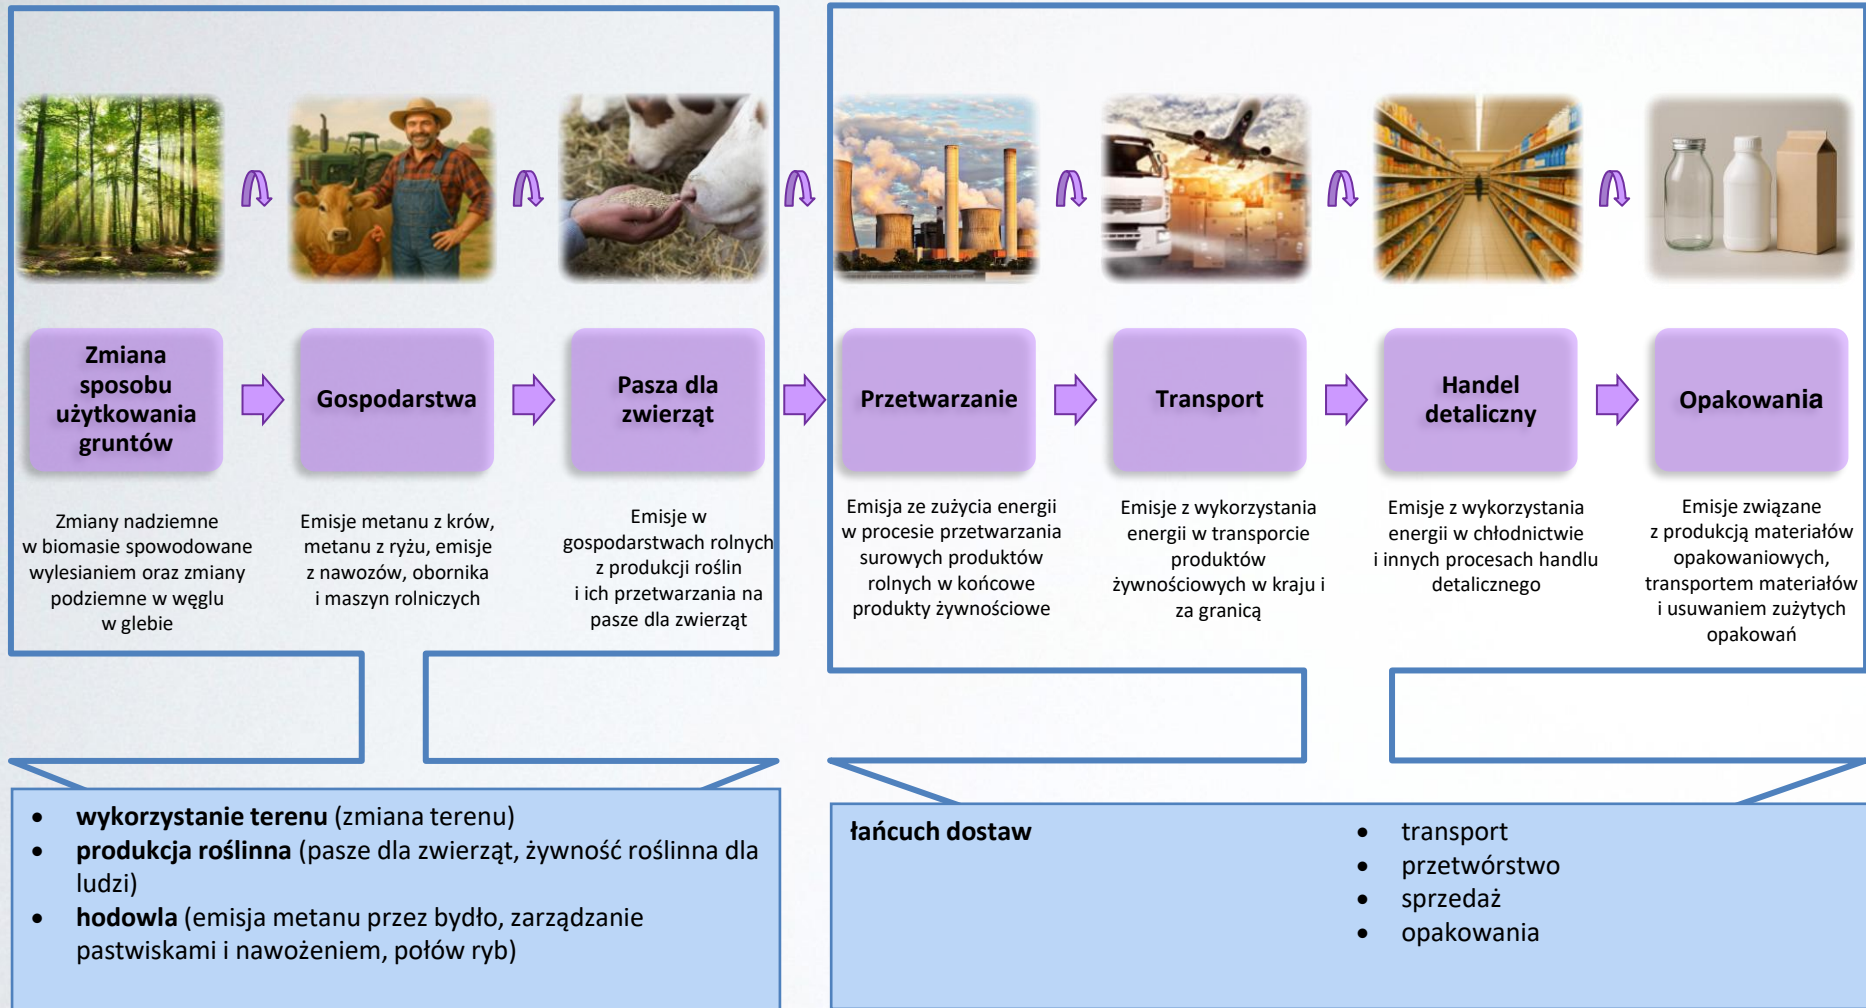 Zmiana
sposobu
użytkowania
gruntów
Gospodarstwa
Pasza dla
zwierząt
Przetwarzanie
Transport
Handel
detaliczny
Opakowania
Zmiany nadziemne
w biomasie spowodowane
wylesianiem oraz zmiany
podziemne w węglu
w glebie
Emisje metanu z krów,
metanu z ryżu, emisje
z nawozów, obornika
i maszyn rolniczych
Emisje w
gospodarstwach rolnych
z produkcji roślin
i ich przetwarzania na
pasze dla zwierząt
Emisja ze zużycia energii
w procesie przetwarzania
surowych produktów
rolnych w końcowe
produkty żywnościowe
Emisje z wykorzystania
energii w transporcie
produktów
żywnościowych w kraju i
za granicą
Emisje z wykorzystania
energii w chłodnictwie
i innych procesach handlu
detalicznego
Emisje związane
z produkcją materiałów
opakowaniowych,
transportem materiałów
i usuwaniem zużytych
opakowań
• wykorzystanie terenu (zmiana terenu)
• produkcja roślinna (pasze dla zwierząt, żywność roślinna dla
ludzi)
• hodowla (emisja metanu przez bydło, zarządzanie
pastwiskami i nawożeniem, połów ryb)
łańcuch dostaw
• transport
• przetwórstwo
• sprzedaż
• opakowania